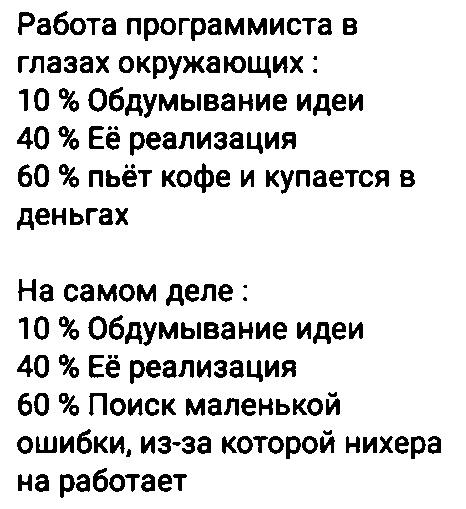 Работа программиста в
глазах окружающих :
10 % Обдумывание идеи
40 % Её реализация
60 % пьёт кофе и купается в
деньгах
На самом деле :
10 % Обдумывание идеи
40 % Её реализация
60 % Поиск маленькой
ошибки, из-за которой нихера
на работает